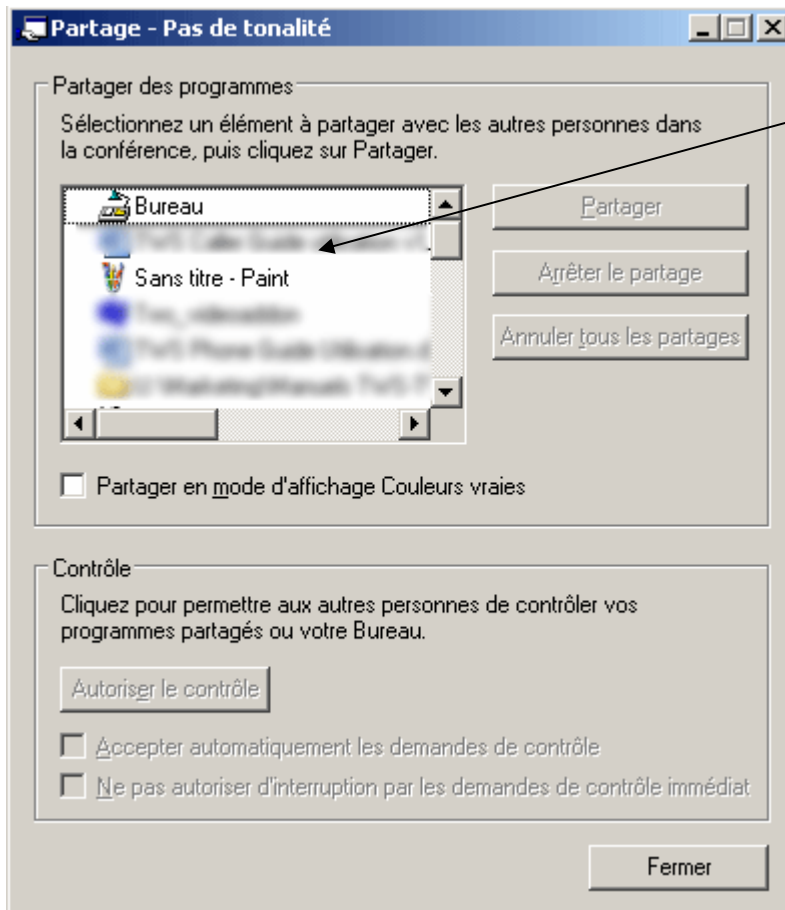 Partage - Pas de tonalité
Partager des programmes
Sélectionnez un élément à partager avec les autres personnes dans
la conférence, puis cliquez sur Partager.
Bureau
Sans titre - Paint
Partager
Arrêter le partage
Annuler tous les partages
Partager en mode d'affichage Couleurs vraies
Contrôle
Cliquez pour permettre aux autres personnes de contrôler vos
programmes partagés ou votre Bureau.
Autoriser le contrôle
Accepter automatiquement les demandes de contrôle
Ne pas autoriser d'interruption par les demandes de contrôle immédiat
Fermer